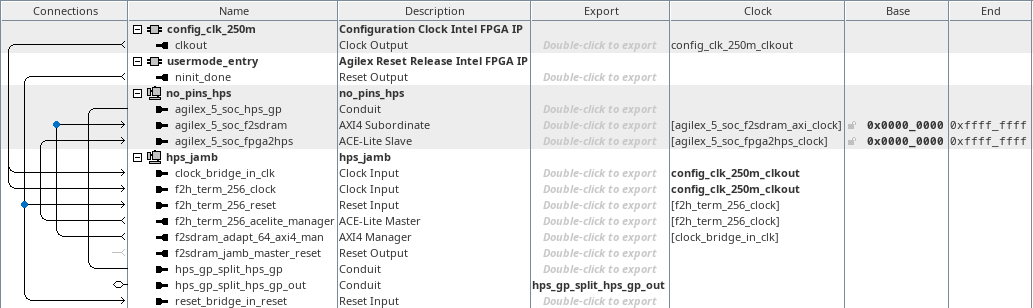 Connections Name Description Export Clock Base End
config_clk_250m Configuration Clock Intel FPGA IP
clkout Clock Output Double-click to export config_clk_250m_clkout
usermode_entry Agilex Reset Release Intel FPGA IP
ninit_done Reset Output Double-click to export
no_pins_hps no_pins_hps
agilex_5_soc_hps_gp Conduit Double-click to export
agilex_5_soc_f2sdram AXI4 Subordinate Double-click to export [agilex_5_soc_f2sdram_axi_clock] 0x0000_0000 0xffff_ffff
agilex_5_soc_fpga2hps ACE-Lite Slave Double-click to export [agilex_5_soc_fpga2hps_clock] 0x0000_0000 0xffff_ffff
hps_jamb hps_jamb
clock_bridge_in_clk Clock Input Double-click to export config_clk_250m_clkout
f2h_term_256_clock Clock Input Double-click to export config_clk_250m_clkout
f2h_term_256_reset Reset Input Double-click to export [f2h_term_256_clock]
f2h_term_256_acelite_manager ACE-Lite Master Double-click to export [f2h_term_256_clock]
f2sdram_adapt_64_axi4_man AXI4 Manager Double-click to export [clock_bridge_in_clk]
f2sdram_jamb_master_reset Reset Output Double-click to export
hps_gp_split_hps_gp Conduit Double-click to export
hps_gp_split_hps_gp_out Conduit hps_gp_split_hps_gp_out
reset_bridge_in_reset Reset Input Double-click to export